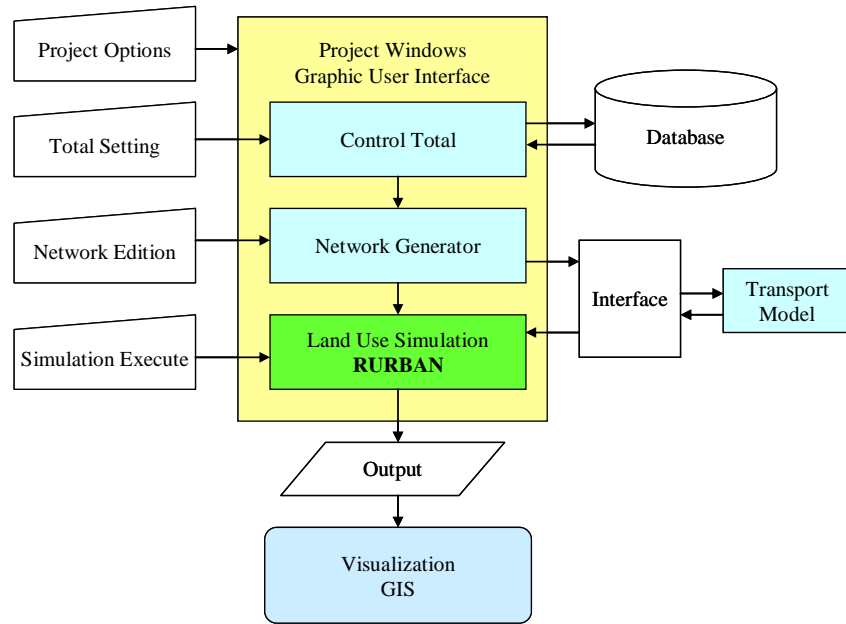 Project Options
Project Windows
Graphic User Interface
Total Setting
Control Total
Database
Network Edition
Network Generator
Interface
Transport
Model
Simulation Execute
Land Use Simulation
RURBAN
Output
Visualization
GIS